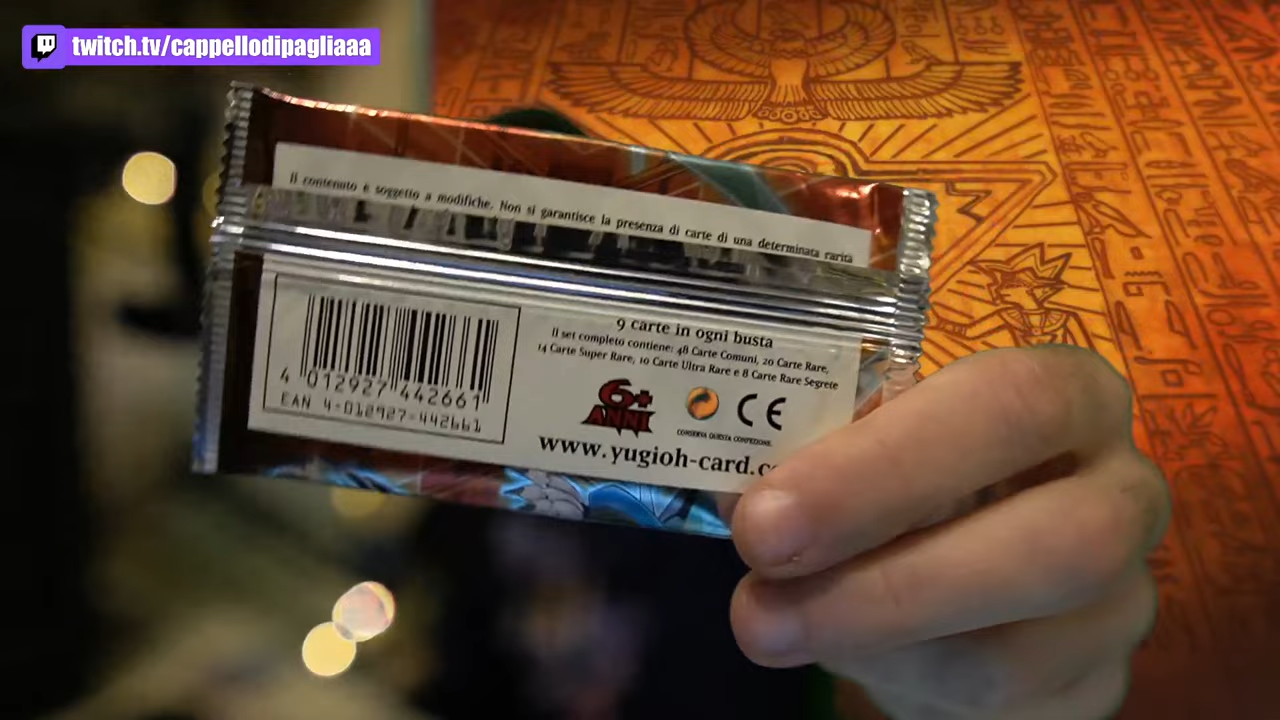 twitch.tv/cappellodipagliaaa
Il contenuto è soggetto a modifiche. Non si garantisce la presenza di carte di una determinata rarità
9 carte in ogni busta
Il set completo contiene: 48 Carte Comuni, 20 Carte Rare,
14 Carte Super Rare, 10 Carte Ultra Rare e 8 Carte Rare Segrete
4 012927 442661
EAN 4-012927-442661
6+
ANNI
CE
CONSERVA QUESTA CONFEZIONE.
www.yugioh-card.c